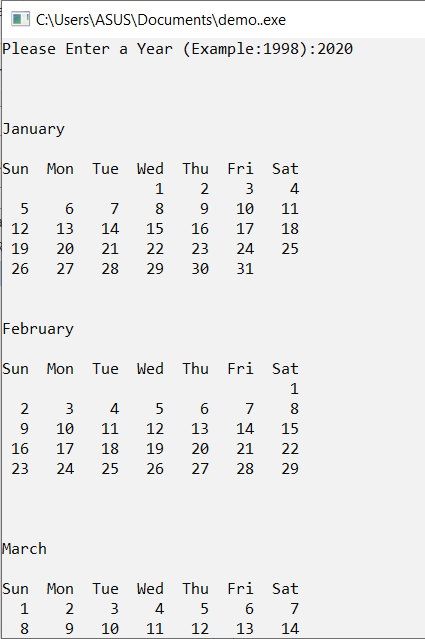 C:\Users\ASUS\Documents\demo..exe
Please Enter a Year (Example:1998):2020
January
Sun  Mon  Tue  Wed  Thu  Fri  Sat
                 1    2    3    4
  5    6    7    8    9   10   11
 12   13   14   15   16   17   18
 19   20   21   22   23   24   25
 26   27   28   29   30   31
February
Sun  Mon  Tue  Wed  Thu  Fri  Sat
                                1
  2    3    4    5    6    7    8
  9   10   11   12   13   14   15
 16   17   18   19   20   21   22
 23   24   25   26   27   28   29
March
Sun  Mon  Tue  Wed  Thu  Fri  Sat
  1    2    3    4    5    6    7
  8    9   10   11   12   13   14